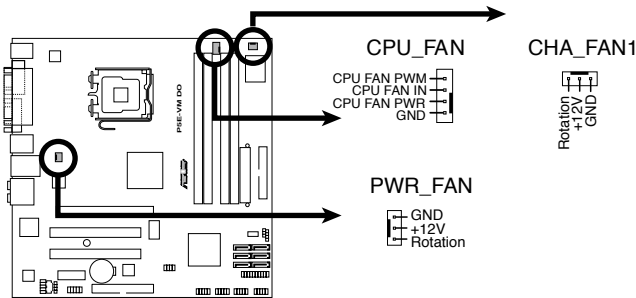 CPU_FAN
CPU FAN PWM
CPU FAN IN
CPU FAN PWR
GND
CHA_FAN1
Rotation
+12V
GND
P5E-VM DO
ASUS
PWR_FAN
GND
+12V
Rotation